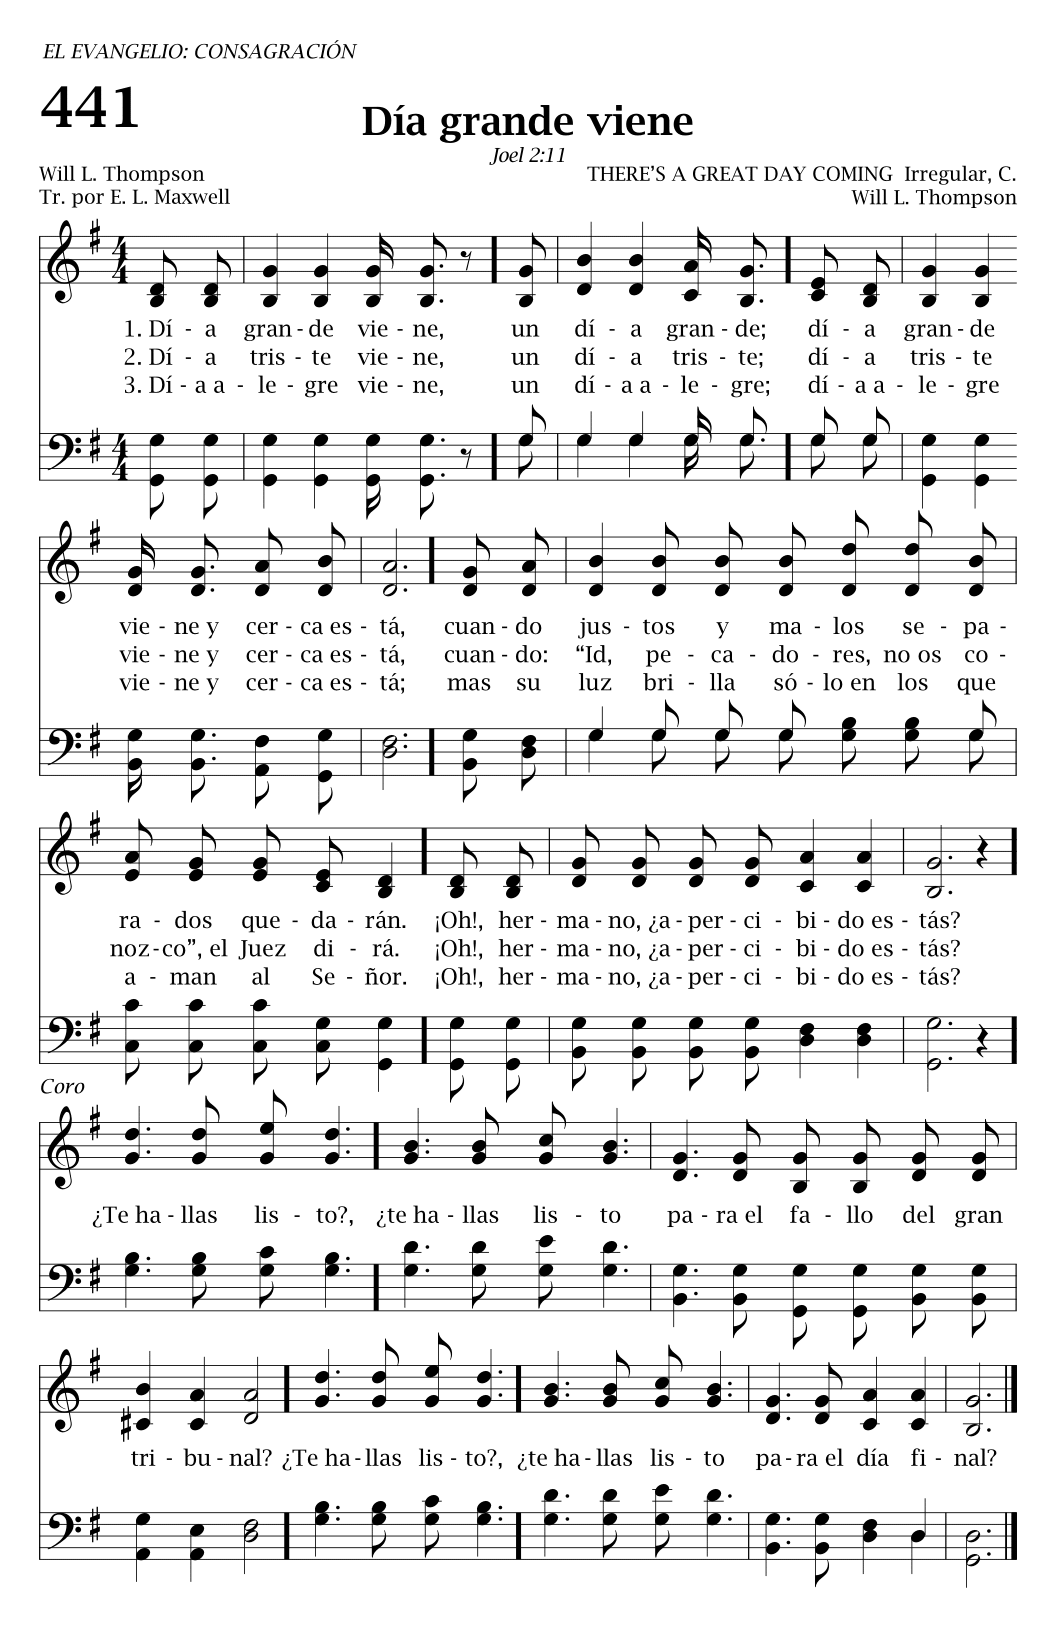 EL EVANGELIO: CONSAGRACIÓN
441
Día grande viene
Joel 2:11
Will L. Thompson
THERE'S A GREAT DAY COMING Irregular, C.
Tr. por E. L. Maxwell
Will L. Thompson
1. Dí - a gran - de vie - ne, un dí - a gran - de; dí - a gran - de
2. Dí - a tris - te vie - ne, un dí - a tris - te; dí - a tris - te
3. Dí - a a - le - gre vie - ne, un dí - a a - le - gre; dí - a a - le - gre
vie - ne y cer - ca es - tá, cuan - do jus - tos y ma - los se - pa -
vie - ne y cer - ca es - tá, cuan - do: “Id, pe - ca - do - res, no os co -
vie - ne y cer - ca es - tá; mas su luz bri - lla só - lo en los que
ra - dos que - da - rán. ¡Oh!, her - ma - no, ¿a - per - ci - bi - do es - tás?
noz - co”, el Juez di - rá. ¡Oh!, her - ma - no, ¿a - per - ci - bi - do es - tás?
a - man al Se - ñor. ¡Oh!, her - ma - no, ¿a - per - ci - bi - do es - tás?
Coro
¿Te ha - llas lis - to?, ¿te ha - llas lis - to pa - ra el fa - llo del gran
tri - bu - nal? ¿Te ha - llas lis - to?, ¿te ha - llas lis - to pa - ra el día fi - nal?